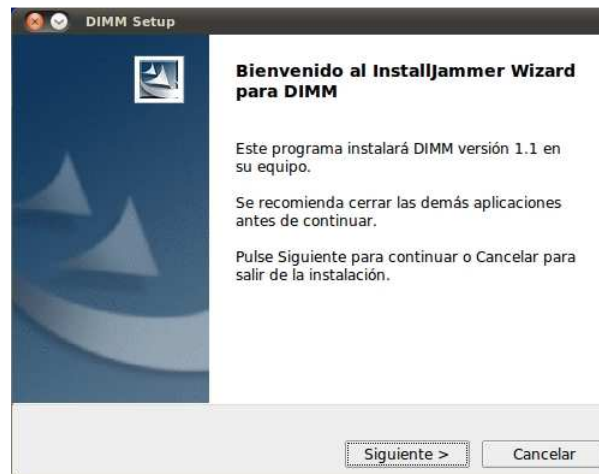 DIMM Setup
Bienvenido al InstallJammer Wizard
para DIMM
Este programa instalará DIMM versión 1.1 en
su equipo.
Se recomienda cerrar las demás aplicaciones
antes de continuar.
Pulse Siguiente para continuar o Cancelar para
salir de la instalación.
Siguiente >
Cancelar